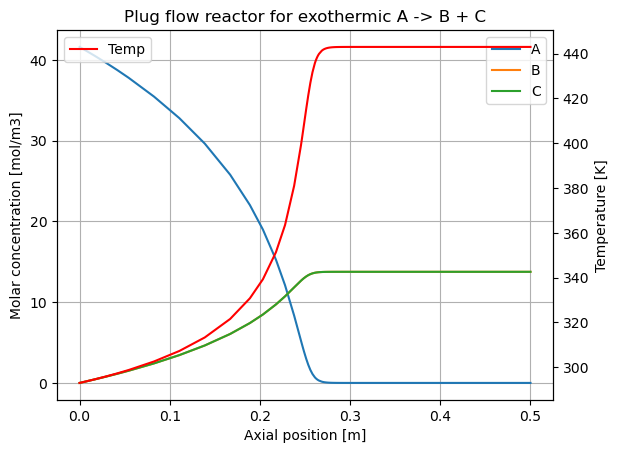 Plug flow reactor for exothermic A -> B + C
Temp
A
B
C
40
30
20
10
0
440
420
400
380
360
340
320
300
0.0
0.1
0.2
0.3
0.4
0.5
Molar concentration [mol/m3]
Temperature [K]
Axial position [m]